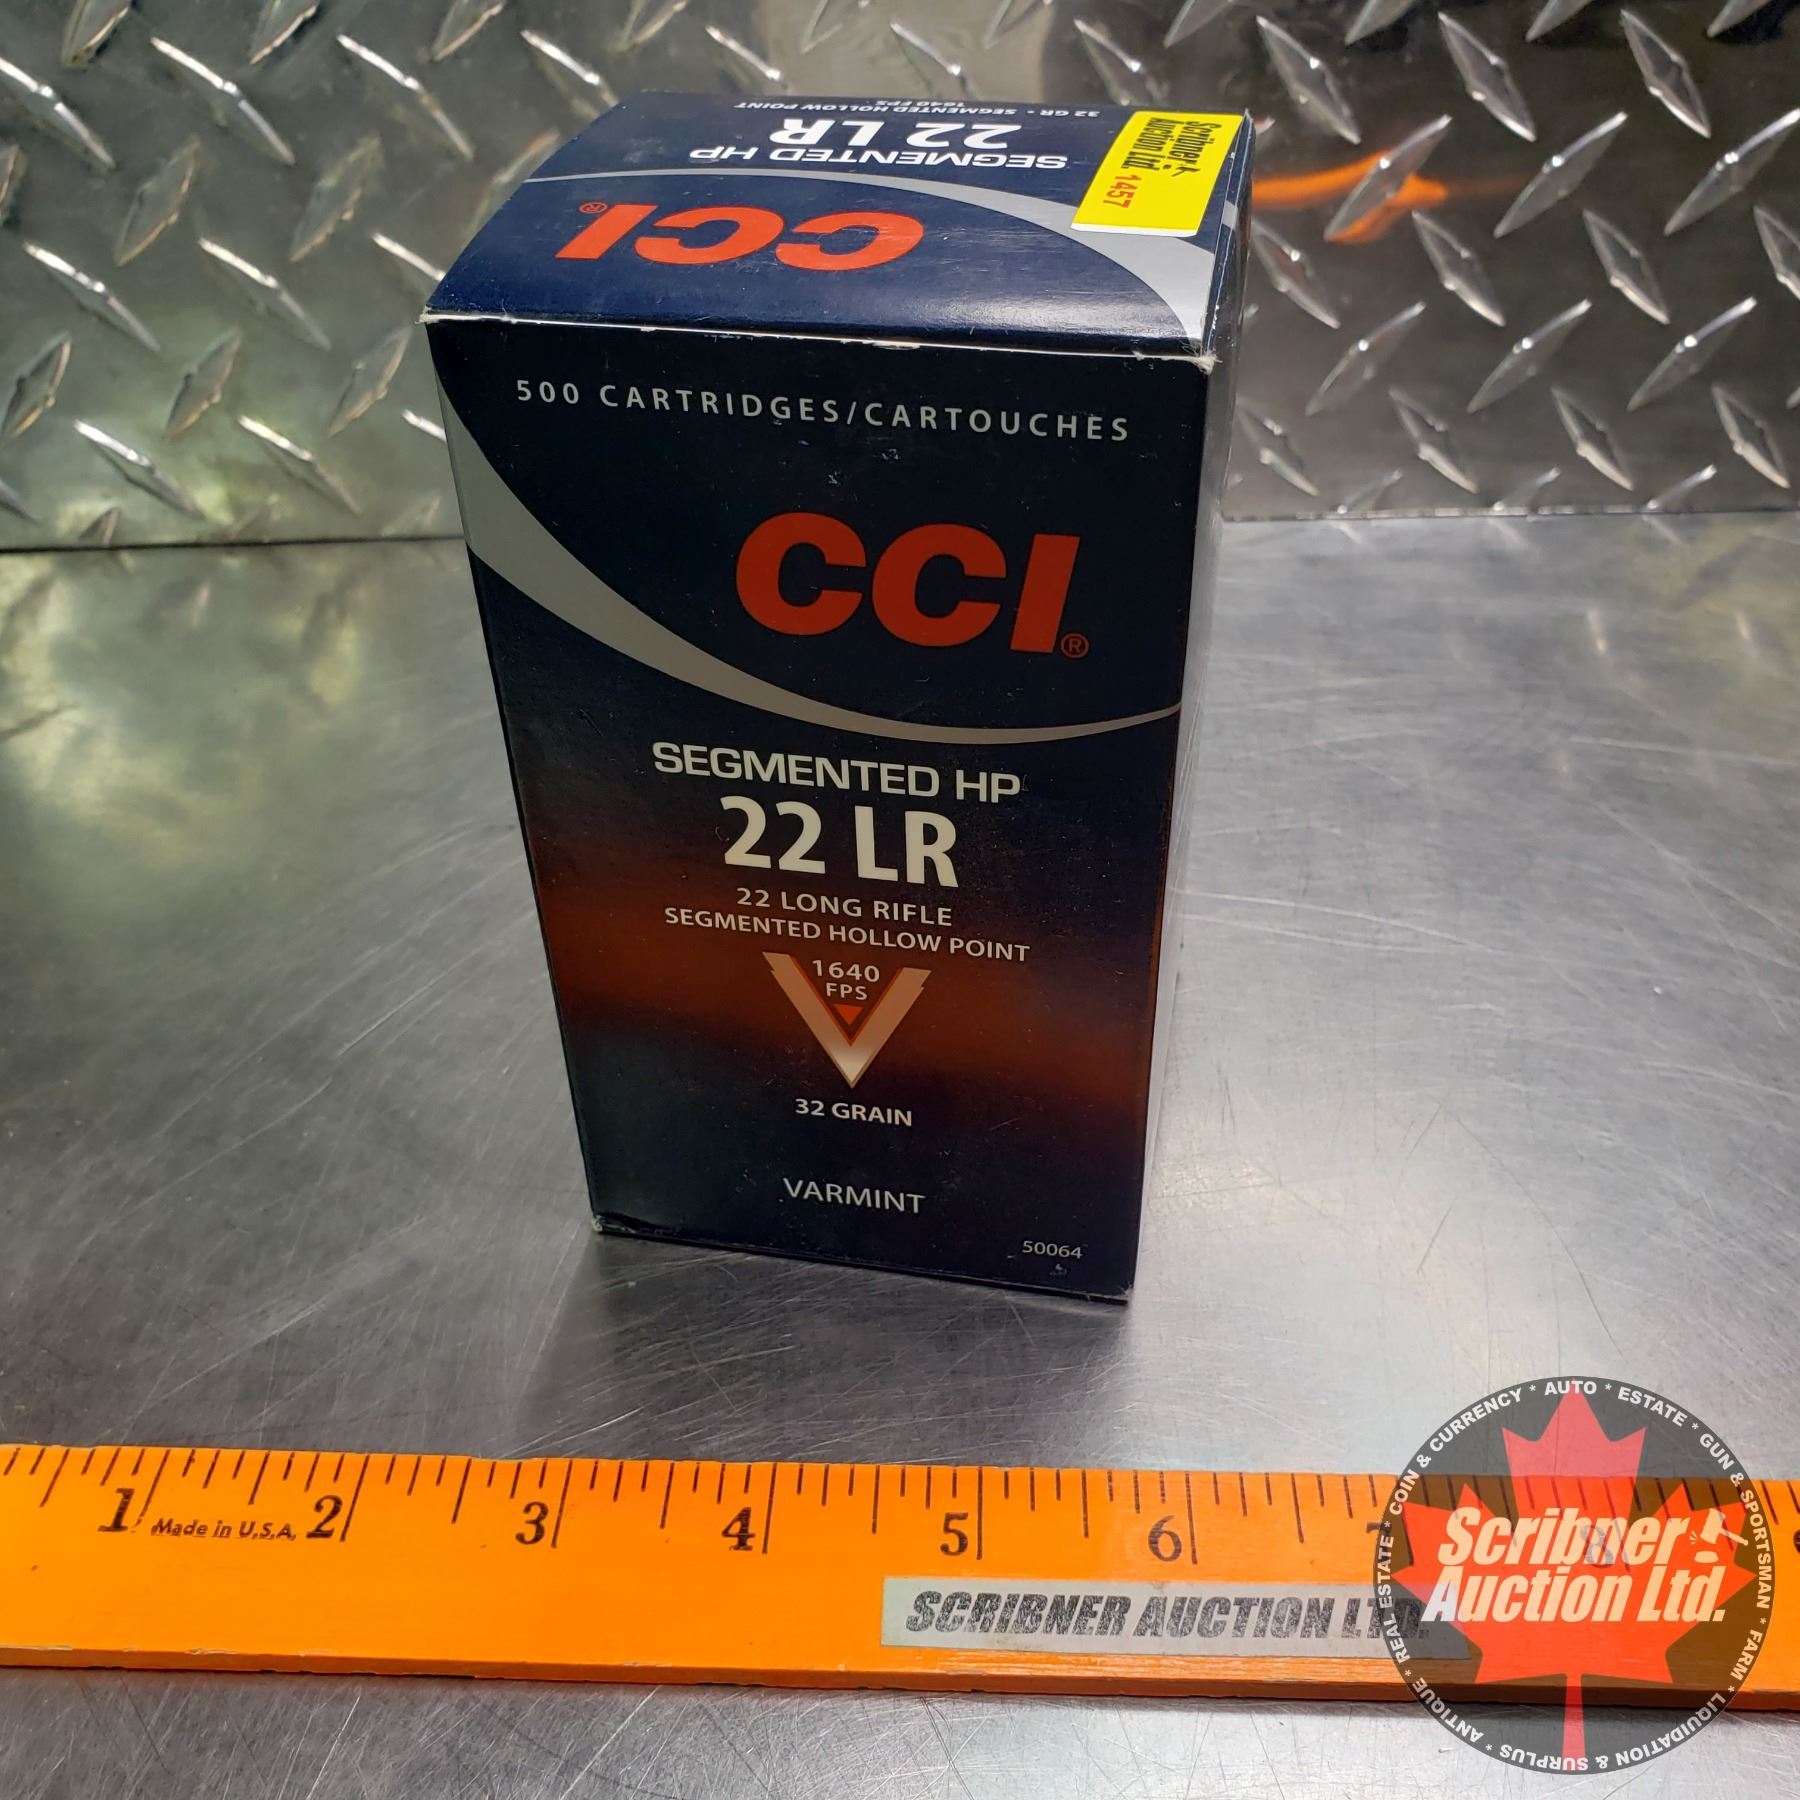 32 GR • SEGMENTED HOLLOW POINT
1640 FPS
22 LR
SEGMENTED HP
CCI®
Scribner
Auction Ltd. 1457
500 CARTRIDGES/CARTOUCHES
CCI®
SEGMENTED HP
22 LR
22 LONG RIFLE
SEGMENTED HOLLOW POINT
1640
FPS
32 GRAIN
VARMINT
50064
1 Made in U.S.A. 2 3 4 5 6 7 8
SCRIBNER AUCTION LTD.
Scribner
Auction Ltd.
* COIN & CURRENCY * AUTO * ESTATE * GUN & SPORTSMAN * FARM * LIQUIDATION & SURPLUS * ANTIQUE * REAL ESTATE